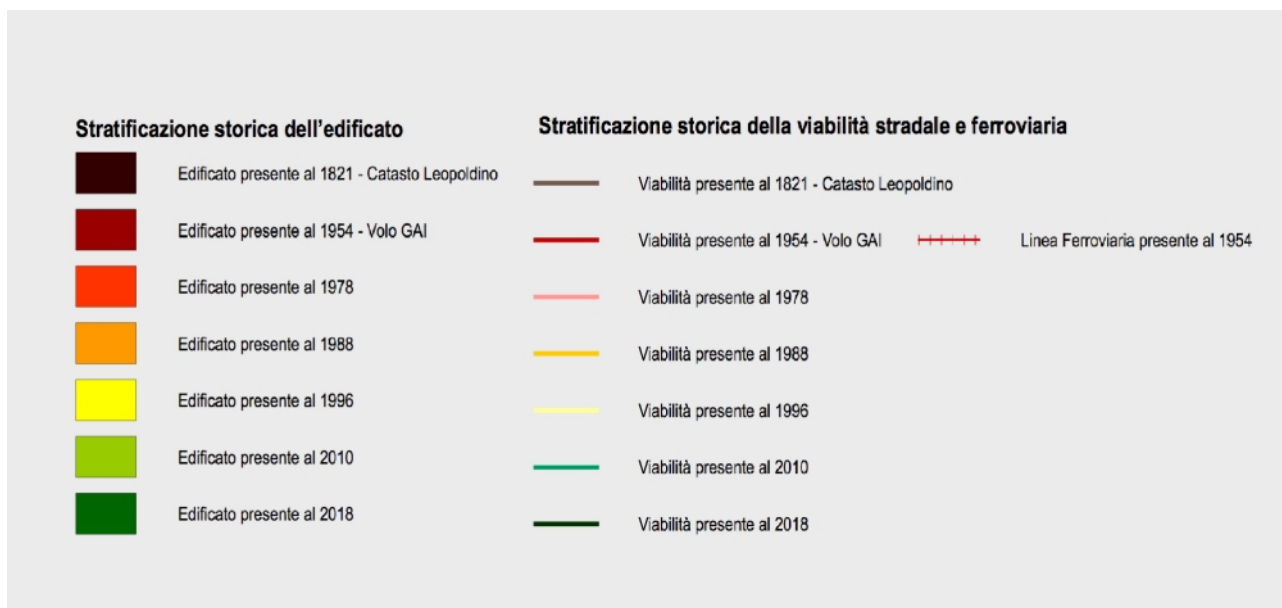 Stratificazione storica dell'edificato
Edificato presente al 1821 - Catasto Leopoldino
Edificato presente al 1954 - Volo GAI
Edificato presente al 1978
Edificato presente al 1988
Edificato presente al 1996
Edificato presente al 2010
Edificato presente al 2018
Stratificazione storica della viabilità stradale e ferroviaria
Viabilità presente al 1821 - Catasto Leopoldino
Viabilità presente al 1954 - Volo GAI
Linea Ferroviaria presente al 1954
Viabilità presente al 1978
Viabilità presente al 1988
Viabilità presente al 1996
Viabilità presente al 2010
Viabilità presente al 2018